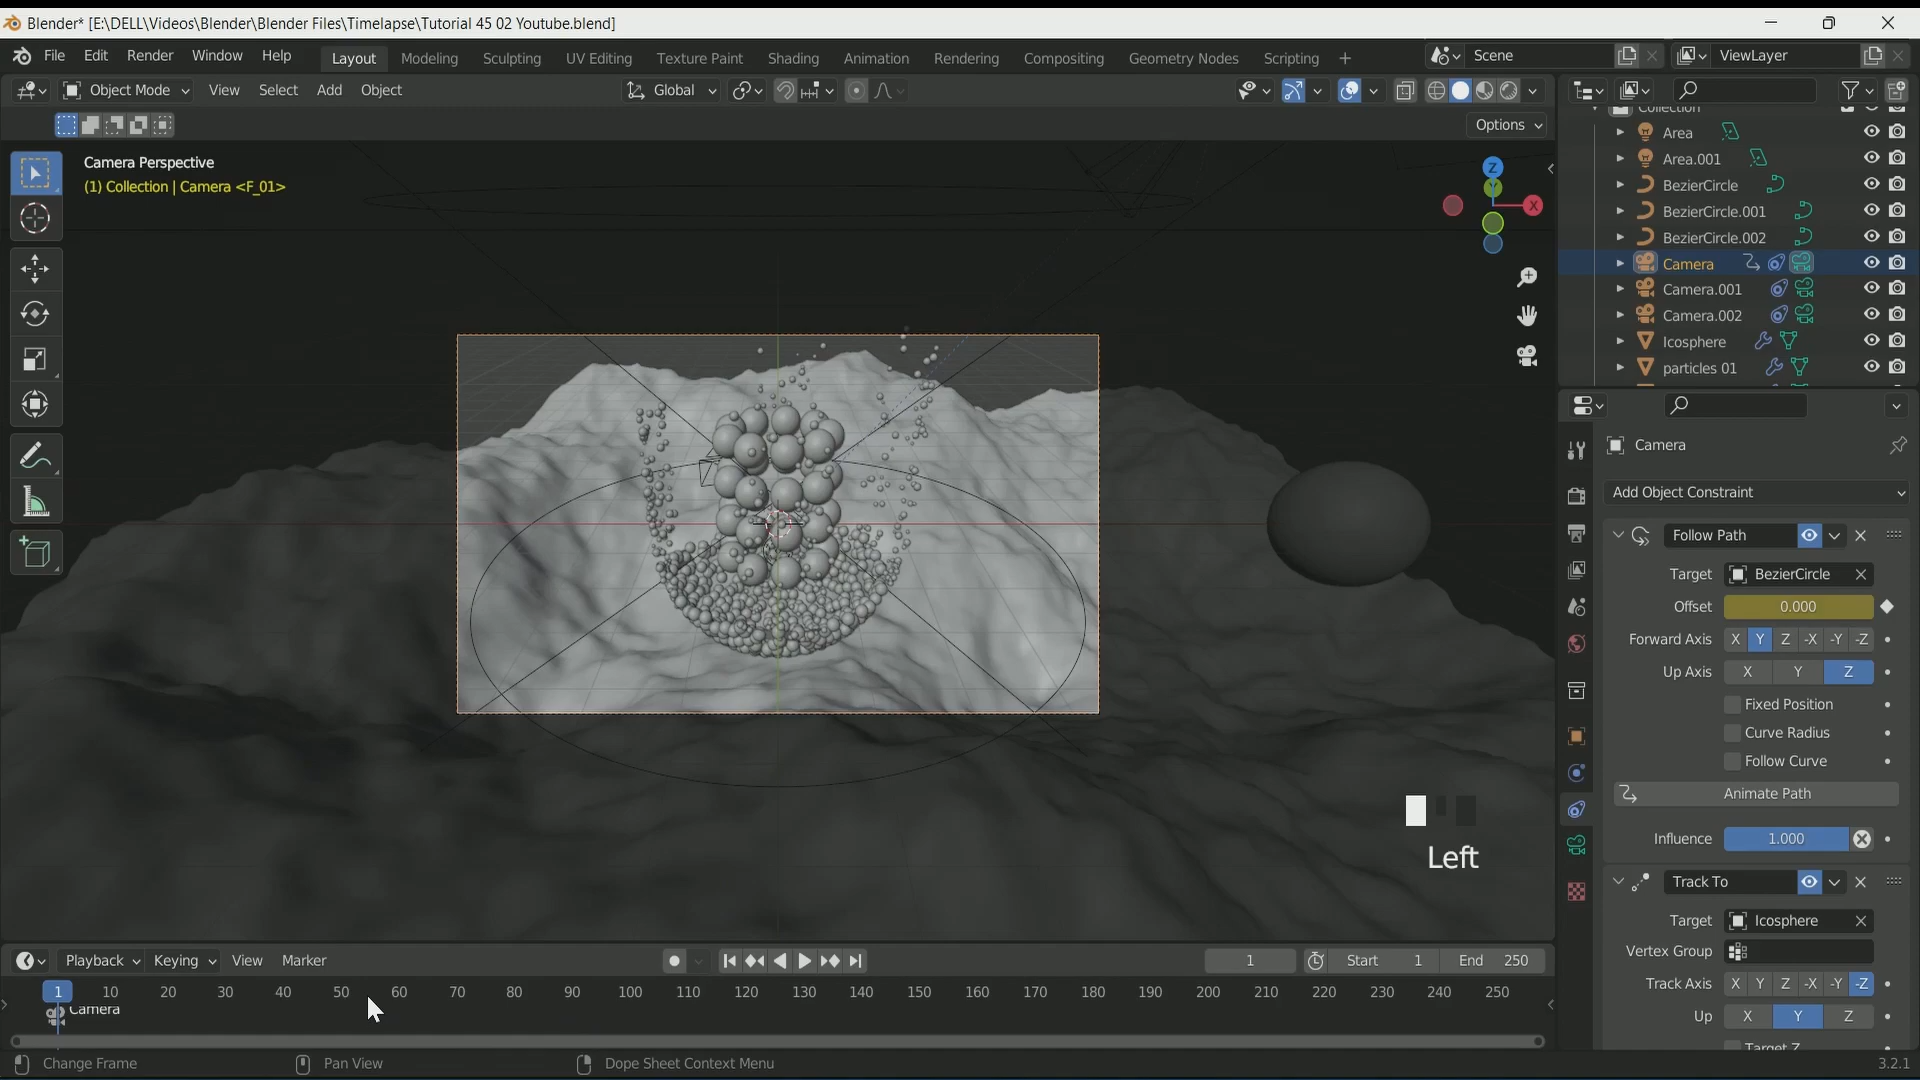 Blender* [E:\DELL\Videos\Blender\Blender Files\Timelapse\Tutorial 45 02 Youtube.blend]
File Edit Render Window Help Layout Modeling Sculpting UV Editing Texture Paint Shading Animation Rendering Compositing Geometry Nodes Scripting + Scene ViewLayer
Object Mode View Select Add Object Global
Options
Camera Perspective
(1) Collection | Camera <F_01>
Z
Y
X
Collection
Area
Area.001
BezierCircle
BezierCircle.001
BezierCircle.002
Camera
Camera.001
Camera.002
Icosphere
particles 01
Camera
Add Object Constraint
Follow Path
Target BezierCircle
Offset 0.000
Forward Axis X Y Z -X -Y -Z
Up Axis X Y Z
Fixed Position
Curve Radius
Follow Curve
Animate Path
Influence 1.000
Track To
Target Icosphere
Vertex Group
Track Axis X Y Z -X -Y -Z
Up X Y Z
Target Z
Left
Playback Keying View Marker 1 Start 1 End 250
1 10 20 30 40 50 60 70 80 90 100 110 120 130 140 150 160 170 180 190 200 210 220 230 240 250
Camera
Change Frame Pan View Dope Sheet Context Menu 3.2.1